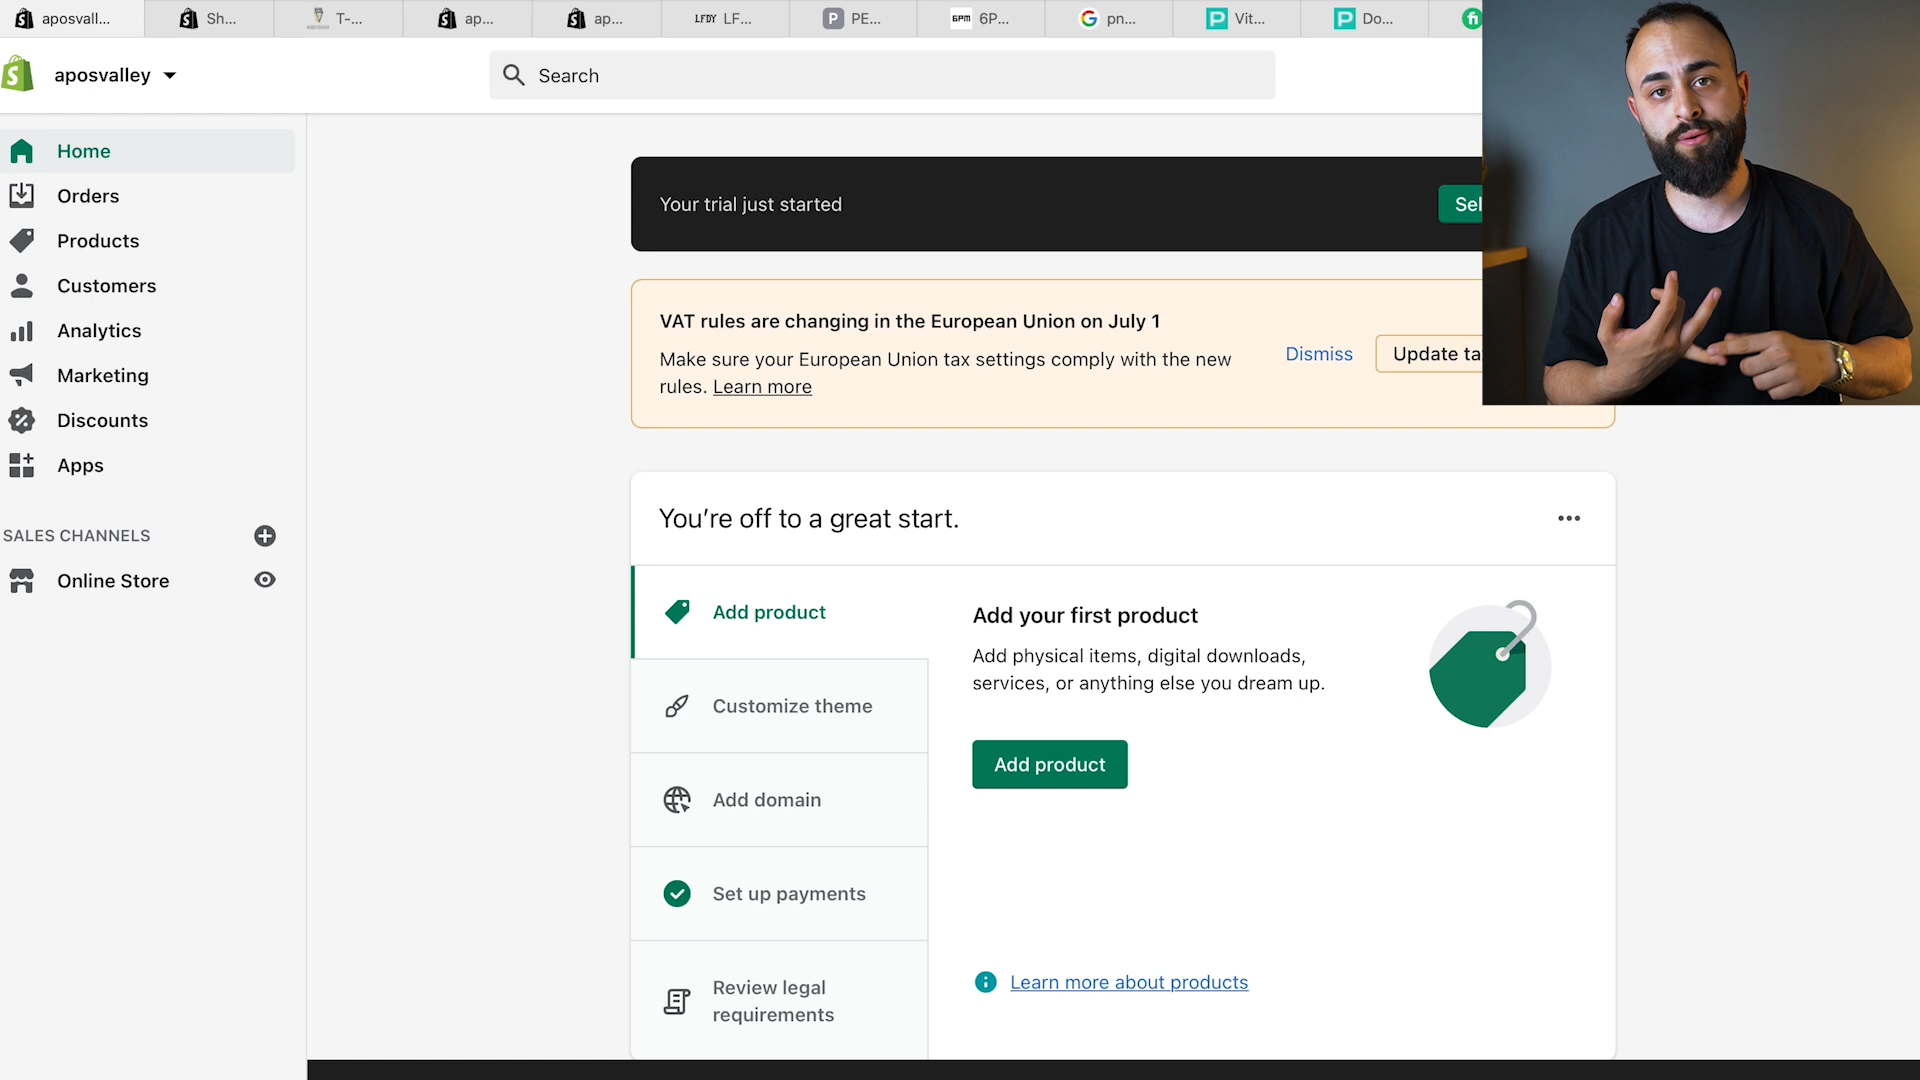 aposvall...
Sh...
T-...
ap...
ap...
LFDY LF...
P PE...
6PM 6P...
G pn...
P Vit...
P Do...
fi
aposvalley
Search
Home
Orders
Products
Customers
Analytics
Marketing
Discounts
Apps
SALES CHANNELS
Online Store
Your trial just started
Sel
VAT rules are changing in the European Union on July 1
Make sure your European Union tax settings comply with the new
rules. Learn more
Dismiss
Update ta
You're off to a great start.
Add product
Customize theme
Add domain
Set up payments
Review legal
requirements
Add your first product
Add physical items, digital downloads,
services, or anything else you dream up.
Add product
Learn more about products